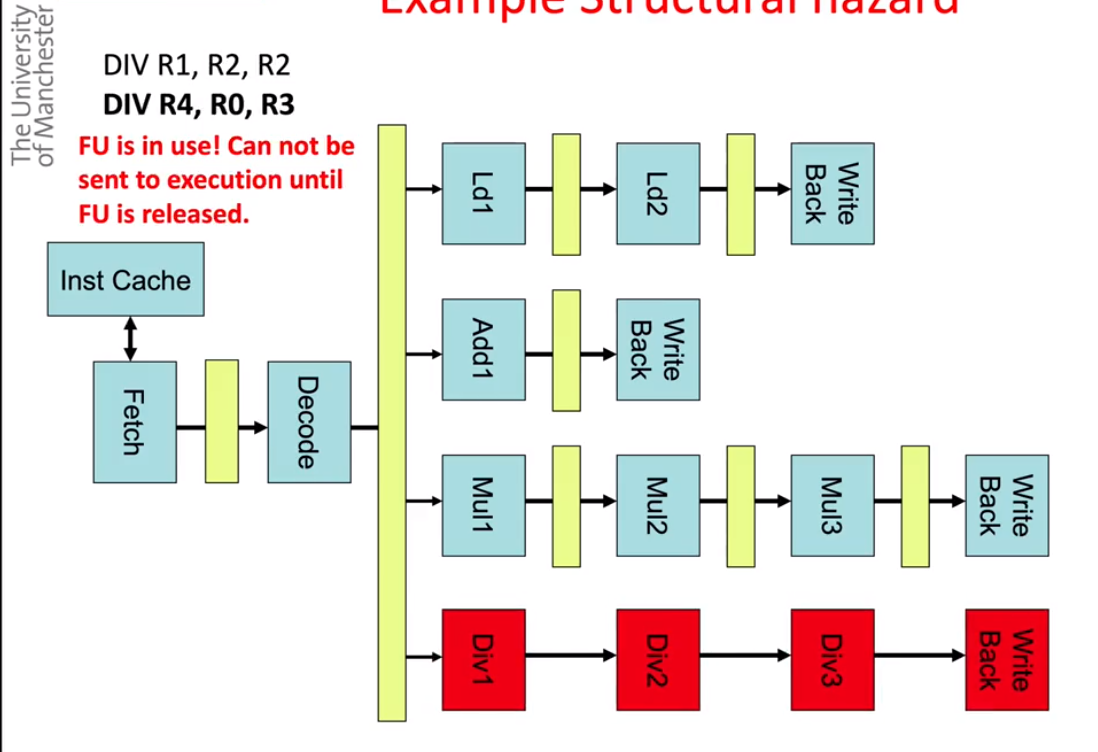 Example Structural Hazard
The University
of Manchester
DIV R1, R2, R2
DIV R4, R0, R3
FU is in use! Can not be
sent to execution until
FU is released.
Inst Cache
Fetch
Decode
Ld1
Ld2
Write
Back
Add1
Write
Back
Mul1
Mul2
Mul3
Write
Back
Div1
Div2
Div3
Write
Back